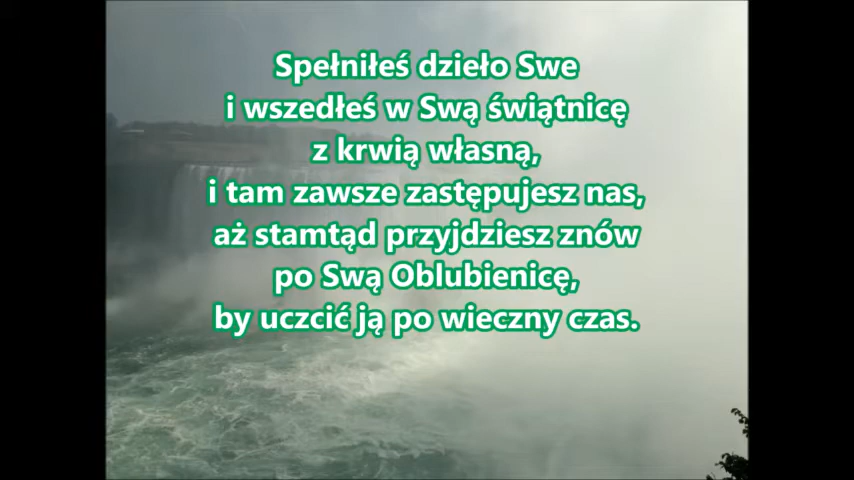 Spełniłeś dzieło Swe
i wszedłeś w Swą świątnicę
z krwią własną,
i tam zawsze zastępujesz nas,
aż stamtąd przyjdziesz znów
po Swą Oblubienicę,
by uczcić ją po wieczny czas.